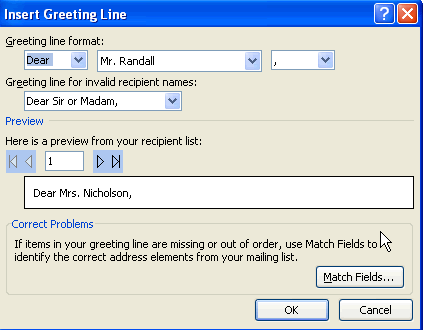 Insert Greeting Line
Greeting line format:
Dear Mr. Randall ,
Greeting line for invalid recipient names:
Dear Sir or Madam,
Preview
Here is a preview from your recipient list:
1
Dear Mrs. Nicholson,
Correct Problems
If items in your greeting line are missing or out of order, use Match Fields to
identify the correct address elements from your mailing list.
Match Fields...
OK Cancel